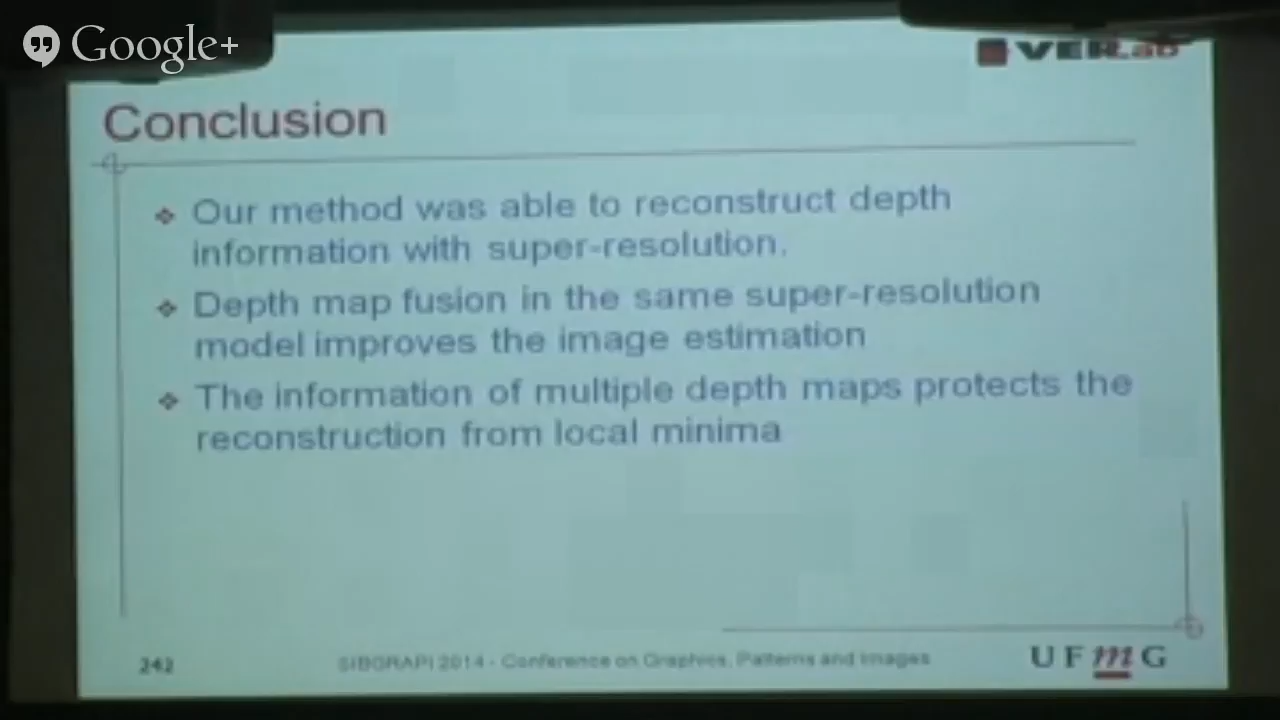 Google+
VERLab
Conclusion
Our method was able to reconstruct depth
information with super-resolution.
Depth map fusion in the same super-resolution
model improves the image estimation
The information of multiple depth maps protects the
reconstruction from local minima
242
SIBGRAPI 2014 - Conference on Graphics, Patterns and Images
UFmG